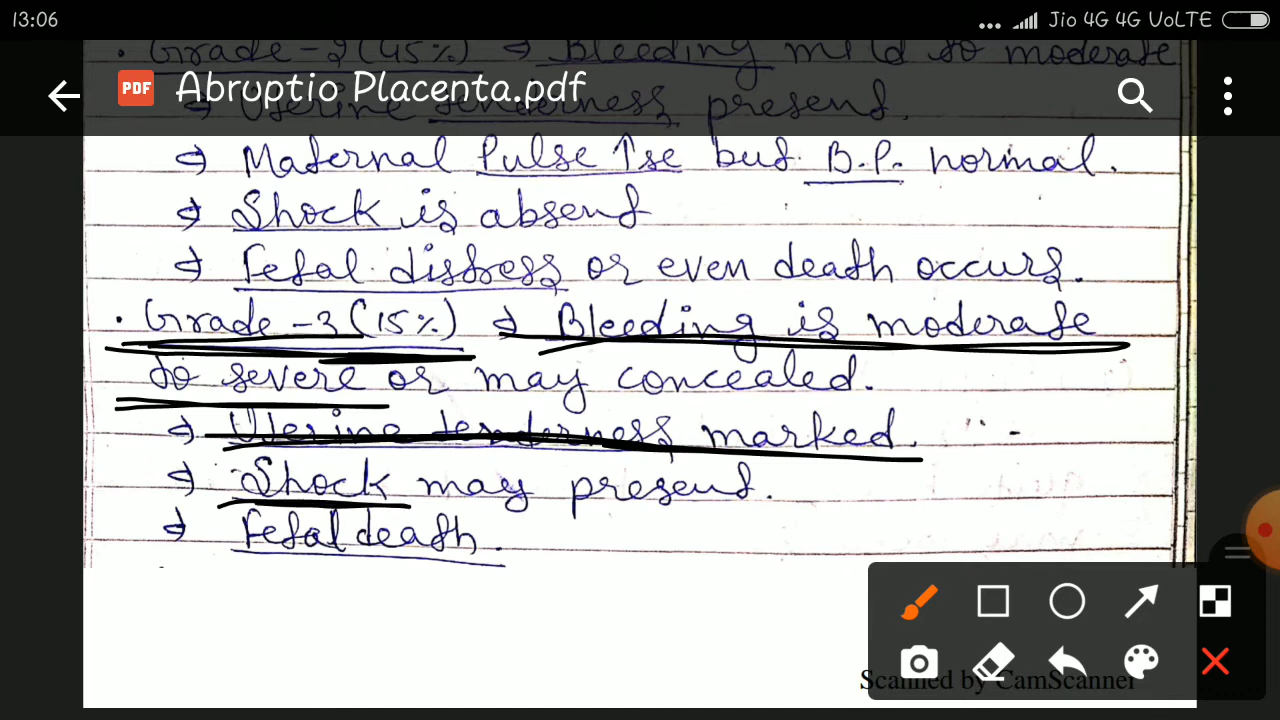 13:06 ... Jio 4G 4G VoLTE
• Grade -2 (45%) → Bleeding mild to moderate
PDF Abruptio Placenta.pdf
→ Uterine tenderness present.
→ Maternal Pulse ↑se but B.P. normal.
→ Shock is absent
→ Fetal distress or even death occurs.
• Grade -3 (15%) → Bleeding is moderate
to severe or may concealed.
→ Uterine tenderness marked.
→ Shock may present.
→ Fetal death.
Scanned by CamScanner